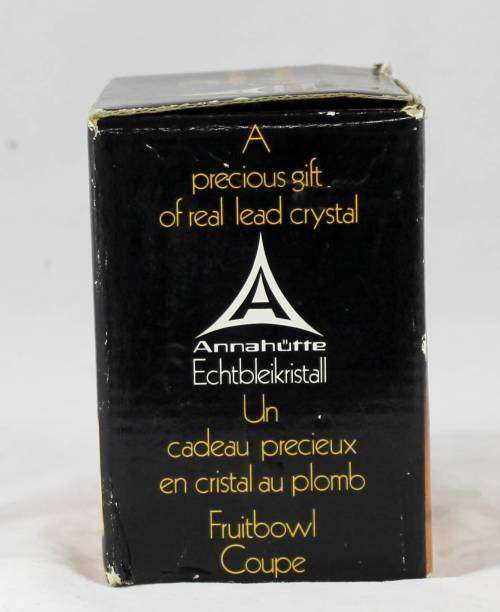 A
precious gift
of real lead crystal
Annahütte
Echtbleikristall
Un
cadeau precieux
en cristal au plomb
Fruitbowl
Coupe